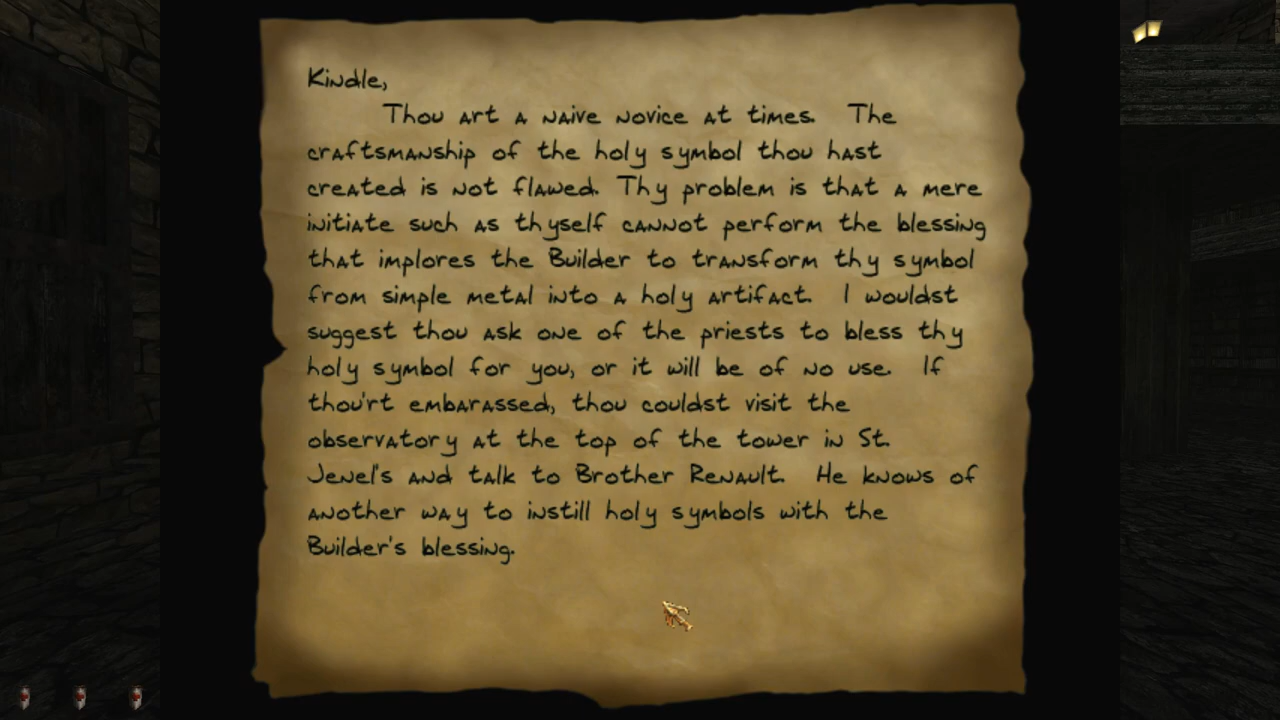 Kindle,
Thou art a naive novice at times. The
craftsmanship of the holy symbol thou hast
created is not flawed. Thy problem is that a mere
initiate such as thyself cannot perform the blessing
that implores the Builder to transform thy symbol
from simple metal into a holy artifact. I wouldst
suggest thou ask one of the priests to bless thy
holy symbol for you, or it will be of no use. If
thou'rt embarassed, thou couldst visit the
observatory at the top of the tower in St.
Jenel's and talk to Brother Renault. He knows of
another way to instill holy symbols with the
Builder's blessing.